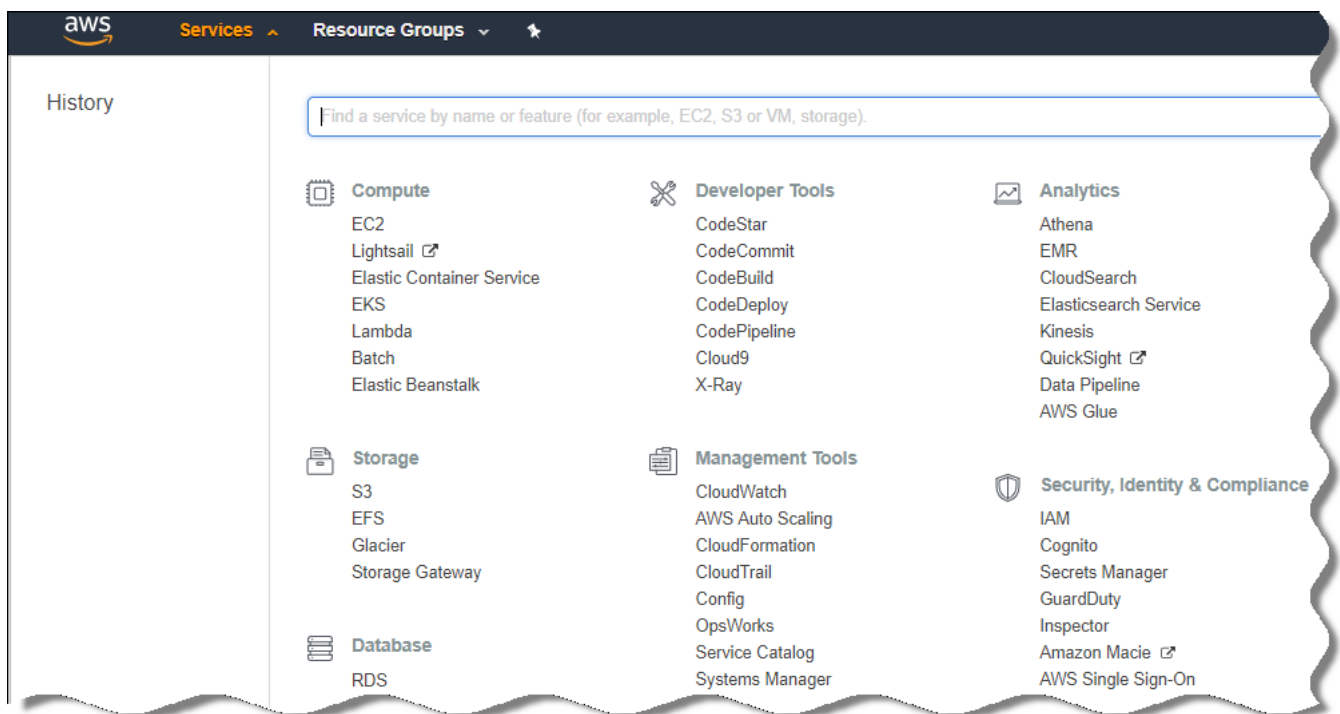 aws Services Resource Groups
History
Find a service by name or feature (for example, EC2, S3 or VM, storage).
Compute
EC2
Lightsail
Elastic Container Service
EKS
Lambda
Batch
Elastic Beanstalk
Storage
S3
EFS
Glacier
Storage Gateway
Database
RDS
Developer Tools
CodeStar
CodeCommit
CodeBuild
CodeDeploy
CodePipeline
Cloud9
X-Ray
Management Tools
CloudWatch
AWS Auto Scaling
CloudFormation
CloudTrail
Config
OpsWorks
Service Catalog
Systems Manager
Analytics
Athena
EMR
CloudSearch
Elasticsearch Service
Kinesis
QuickSight
Data Pipeline
AWS Glue
Security, Identity & Compliance
IAM
Cognito
Secrets Manager
GuardDuty
Inspector
Amazon Macie
AWS Single Sign-On